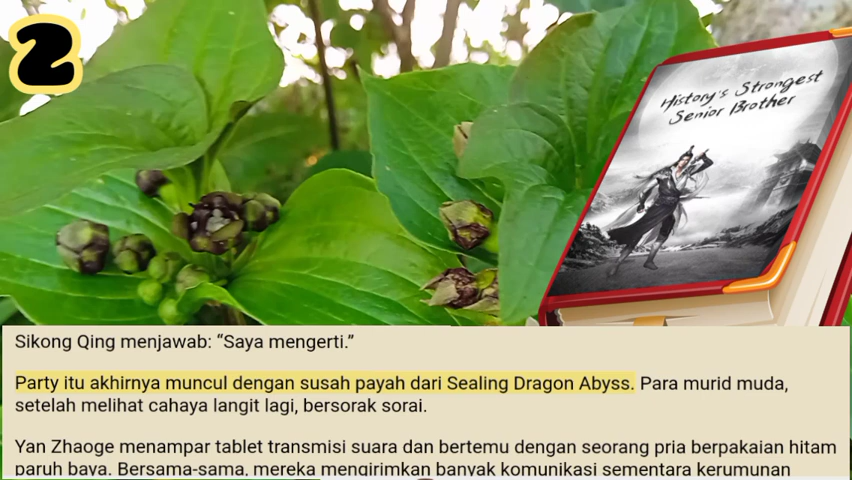 2
History's Strongest
Senior Brother
Sikong Qing menjawab: “Saya mengerti.”
Party itu akhirnya muncul dengan susah payah dari Sealing Dragon Abyss. Para murid muda,
setelah melihat cahaya langit lagi, bersorak sorai.
Yan Zhaoge menampar tablet transmisi suara dan bertemu dengan seorang pria berpakaian hitam
paruh baya. Bersama-sama, mereka mengirimkan banyak komunikasi sementara kerumunan